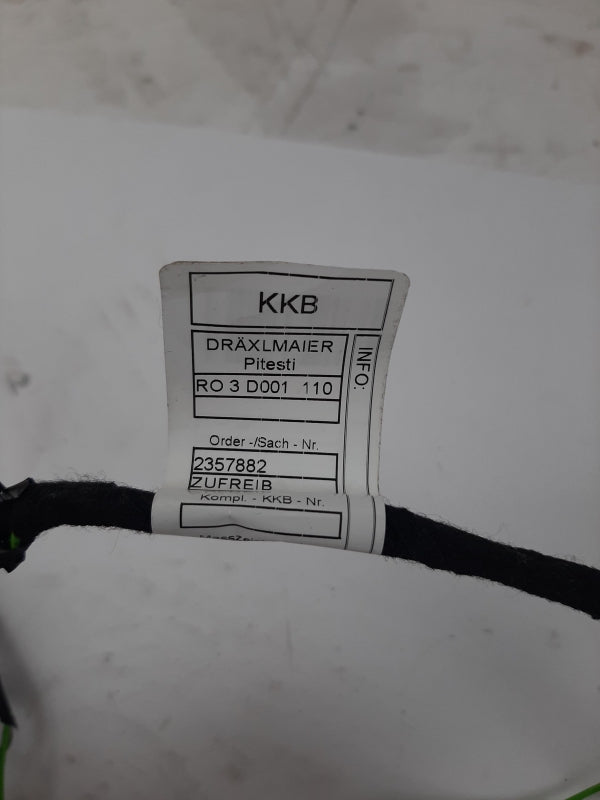 KKB
DRÄXLMAIER
Pitesti
INFO:
RO 3 D001 110
Order -/Sach - Nr.
2357882
ZUFREIB
Kompl. - KKB - Nr.